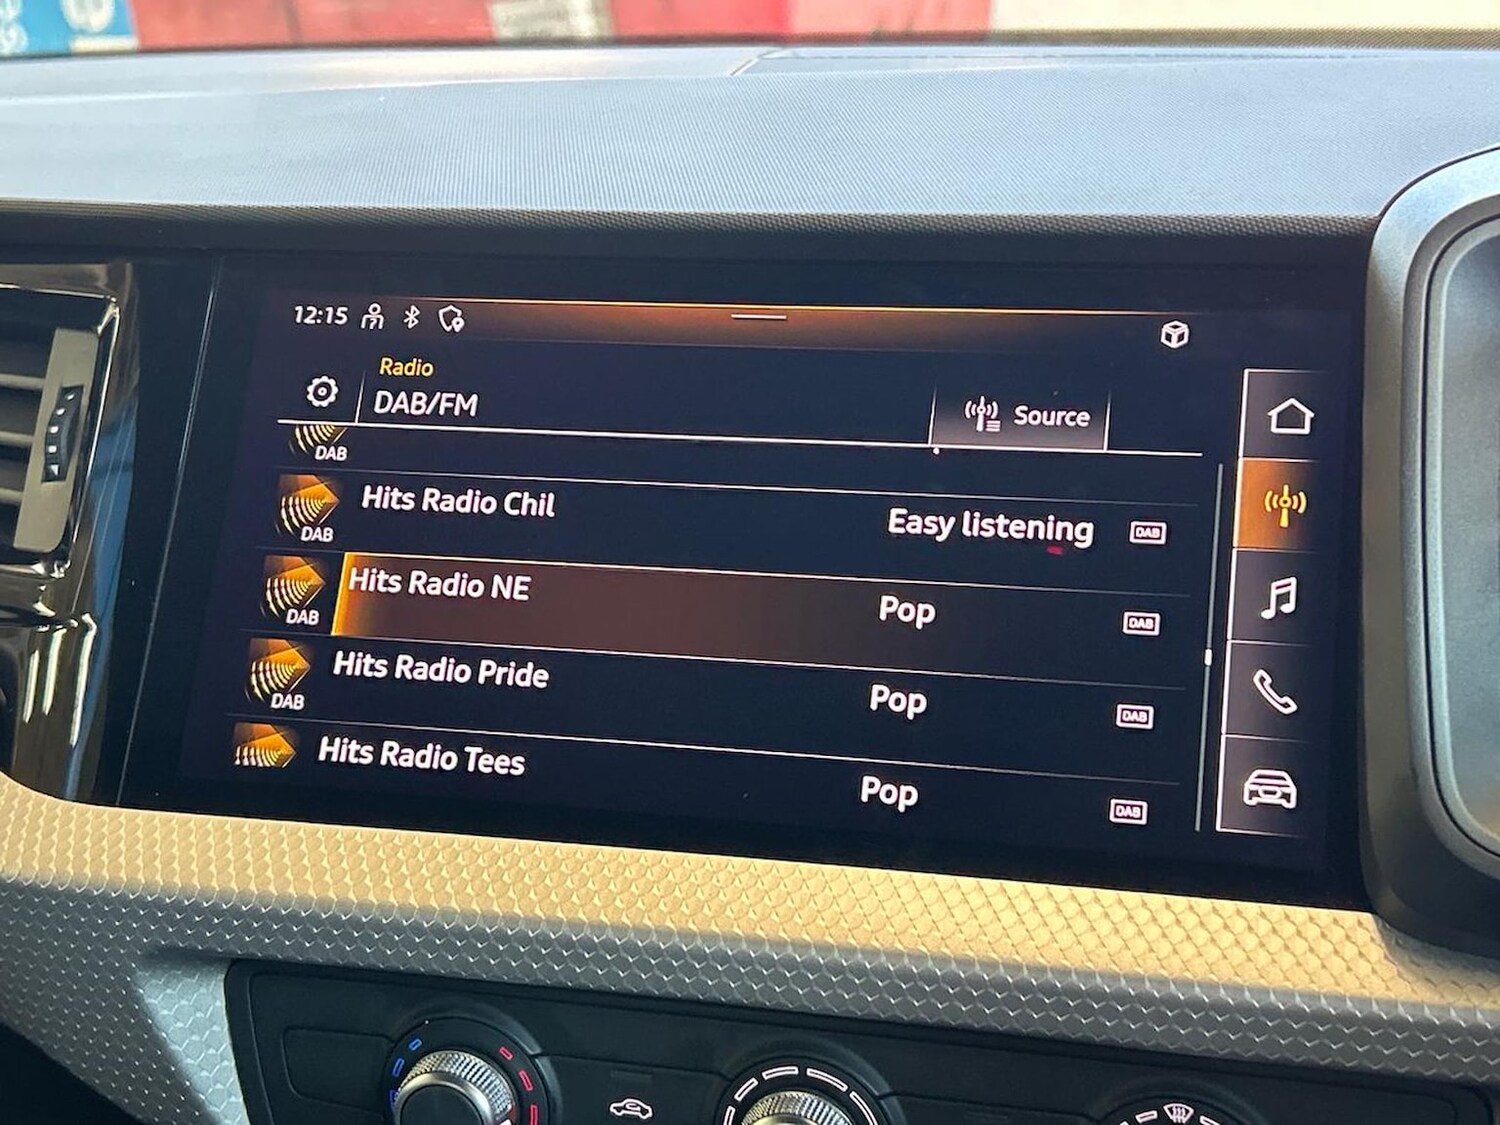 12:15
Radio
DAB/FM
Source
DAB
Hits Radio Chil Easy listening DAB
DAB
Hits Radio NE Pop DAB
DAB
Hits Radio Pride Pop DAB
DAB
Hits Radio Tees Pop DAB